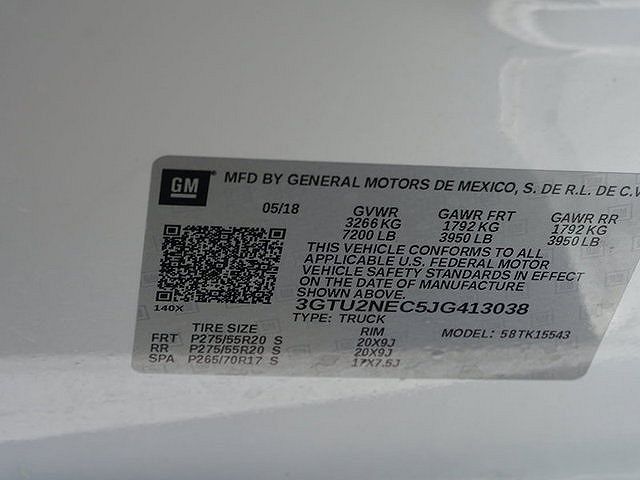 GM
MFD BY GENERAL MOTORS DE MEXICO, S. DE R.L. DE C.V
05/18 GVWR GAWR FRT GAWR RR
3266 KG 1792 KG 1792 KG
7200 LB 3950 LB 3950 LB
THIS VEHICLE CONFORMS TO ALL
APPLICABLE U.S. FEDERAL MOTOR
VEHICLE SAFETY STANDARDS IN EFFECT
ON THE DATE OF MANUFACTURE
SHOWN ABOVE.
140X
3GTU2NEC5JG413038
TYPE: TRUCK
TIRE SIZE RIM MODEL: 58TK15543
FRT P275/55R20 S 20X9J
RR P275/55R20 S 20X9J
SPA P265/70R17 S 17X7.5J